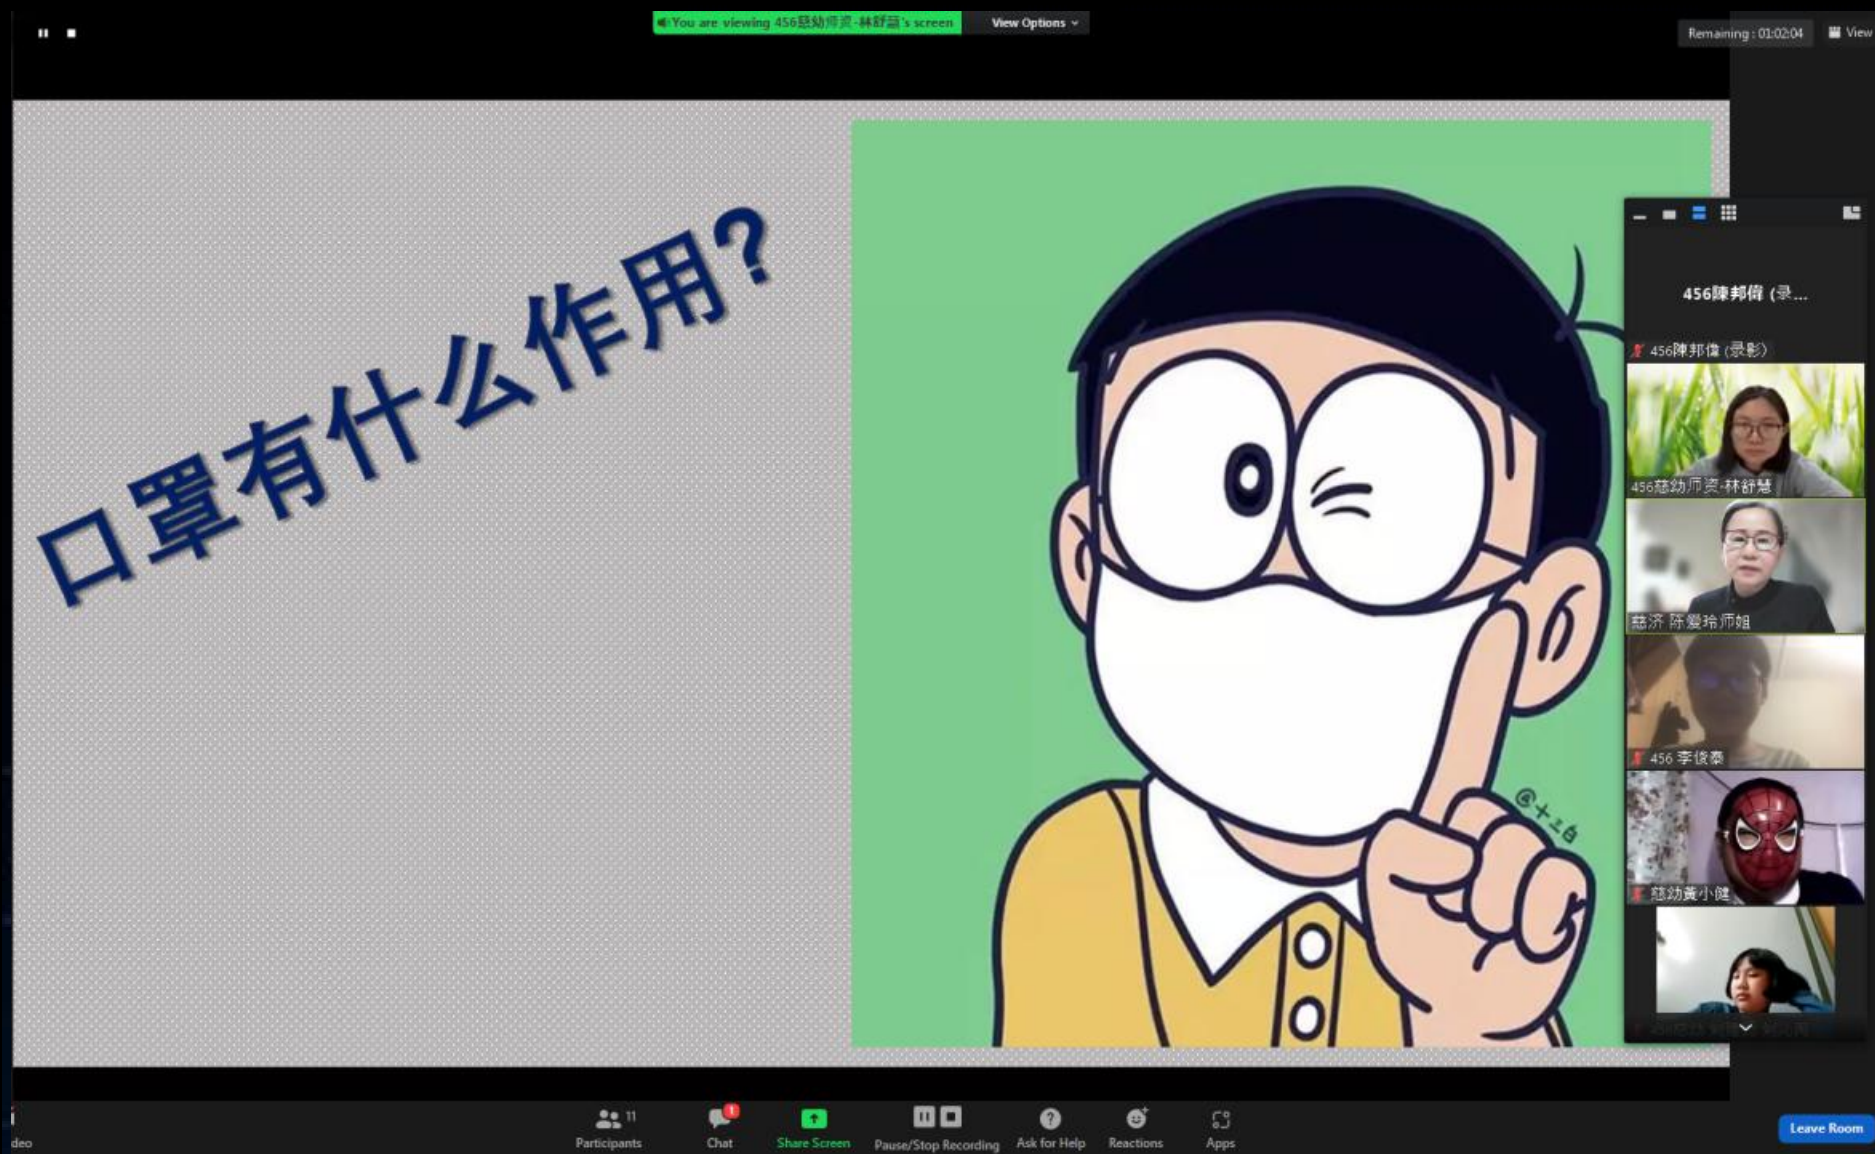 You are viewing 456慈幼师资-林舒慧's screen
View Options
Remaining : 01:02:04
View
口罩有什么作用?
@十二白
456陳邦偉 (录...
456陳邦偉 (录影)
456慈幼师资-林舒慧
慈济 陈爱玲师姐
456 李俊泰
慈幼黃小健
11
Participants
1
Chat
Share Screen
Pause/Stop Recording
Ask for Help
Reactions
Apps
Leave Room